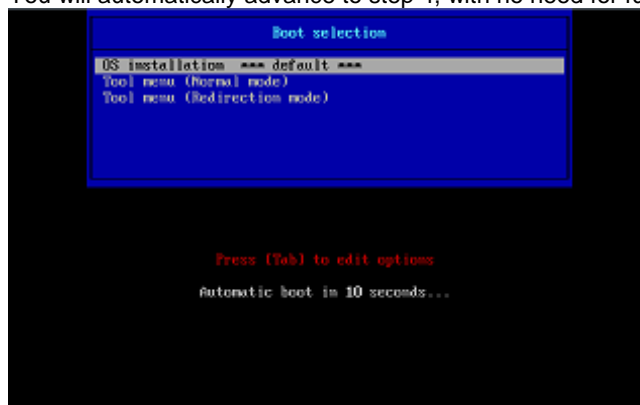 You will automatically advance to step 4, with no need for
Boot selection
OS installation *** default ***
Tool menu (Normal mode)
Tool menu (Redirection mode)
Press [Tab] to edit options
Automatic boot in 10 seconds...